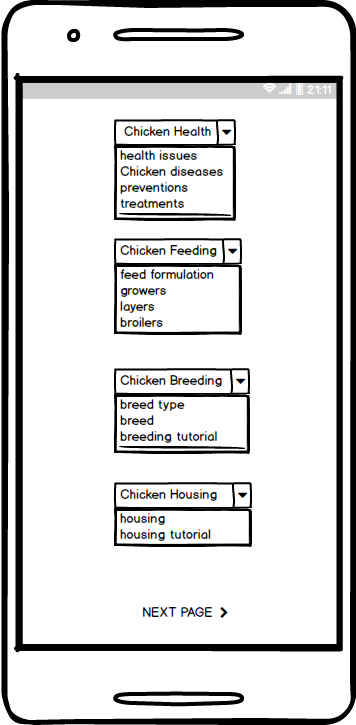 21:11
Chicken Health
health issues
Chicken diseases
preventions
treatments
Chicken Feeding
feed formulation
growers
layers
broilers
Chicken Breeding
breed type
breed
breeding tutorial
Chicken Housing
housing
housing tutorial
NEXT PAGE